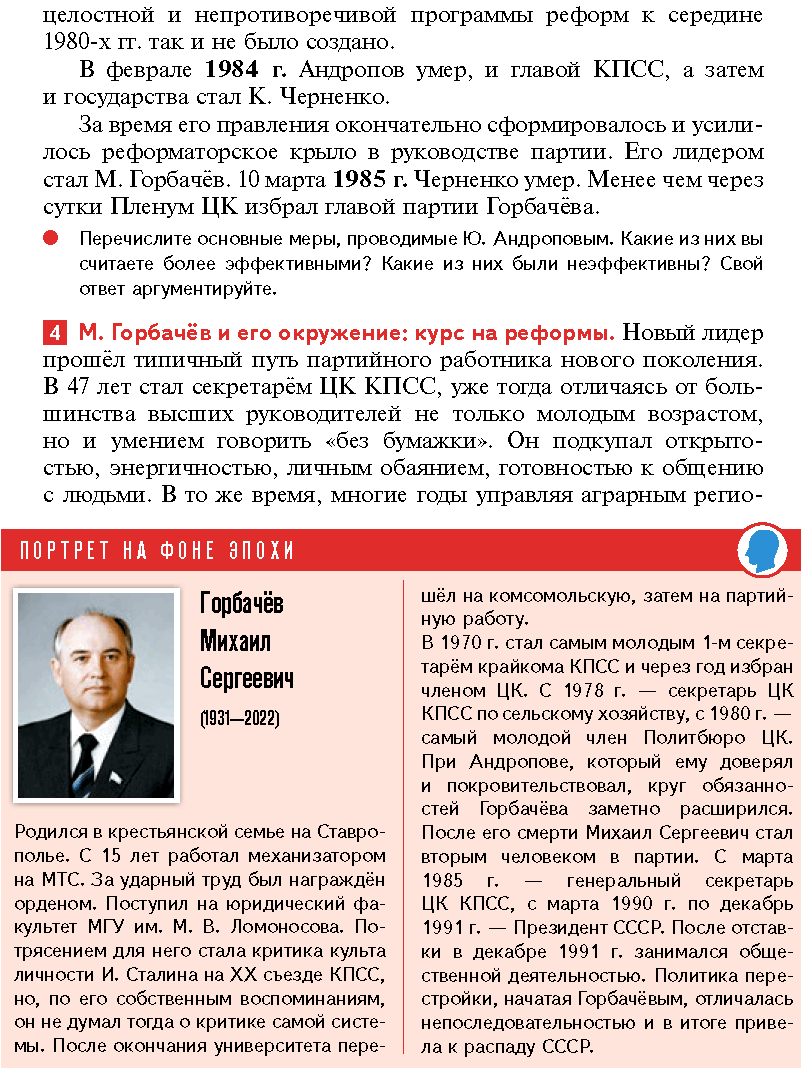 целостной и непротиворечивой программы реформ к середине
1980-х гг. так и не было создано.
В феврале 1984 г. Андропов умер, и главой КПСС, а затем
и государства стал К. Черненко.
За время его правления окончательно сформировалось и усили-
лось реформаторское крыло в руководстве партии. Его лидером
стал М. Горбачёв. 10 марта 1985 г. Черненко умер. Менее чем через
сутки Пленум ЦК избрал главой партии Горбачёва.
Перечислите основные меры, проводимые Ю. Андроповым. Какие из них вы
считаете более эффективными? Какие из них были неэффективны? Свой
ответ аргументируйте.
4 М. Горбачёв и его окружение: курс на реформы. Новый лидер
прошёл типичный путь партийного работника нового поколения.
В 47 лет стал секретарём ЦК КПСС, уже тогда отличаясь от боль-
шинства высших руководителей не только молодым возрастом,
но и умением говорить «без бумажки». Он подкупал открыто-
стью, энергичностью, личным обаянием, готовностью к общению
с людьми. В то же время, многие годы управляя аграрным регио-
ПОРТРЕТ НА ФОНЕ ЭПОХИ
Горбачёв
Михаил
Сергеевич
(1931—2022)
Родился в крестьянской семье на Ставро-
полье. С 15 лет работал механизатором
на МТС. За ударный труд был награждён
орденом. Поступил на юридический фа-
культет МГУ им. М. В. Ломоносова. По-
трясением для него стала критика культа
личности И. Сталина на XX съезде КПСС,
но, по его собственным воспоминаниям,
он не думал тогда о критике самой систе-
мы. После окончания университета пере-
шёл на комсомольскую, затем на партий-
ную работу.
В 1970 г. стал самым молодым 1-м секре-
тарём крайкома КПСС и через год избран
членом ЦК. С 1978 г. — секретарь ЦК
КПСС по сельскому хозяйству, с 1980 г. —
самый молодой член Политбюро ЦК.
При Андропове, который ему доверял
и покровительствовал, круг обязанно-
стей Горбачёва заметно расширился.
После его смерти Михаил Сергеевич стал
вторым человеком в партии. С марта
1985 г. — генеральный секретарь
ЦК КПСС, с марта 1990 г. по декабрь
1991 г. — Президент СССР. После отстав-
ки в декабре 1991 г. занимался обще-
ственной деятельностью. Политика пере-
стройки, начатая Горбачёвым, отличалась
непоследовательностью и в итоге приве-
ла к распаду СССР.